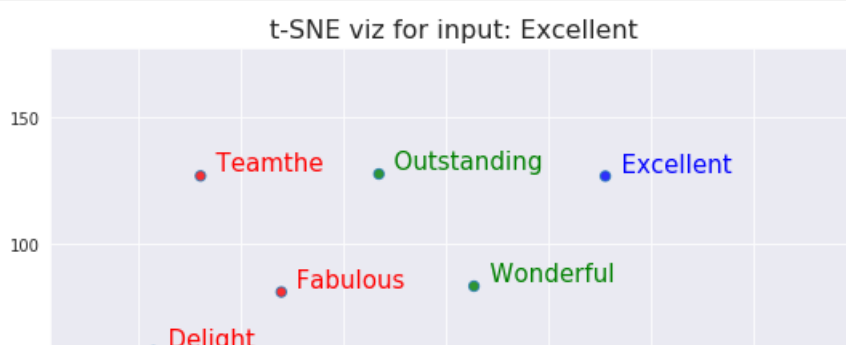 t-SNE viz for input: Excellent
150
Teamthe
Outstanding
Excellent
100
Fabulous
Wonderful
Delight